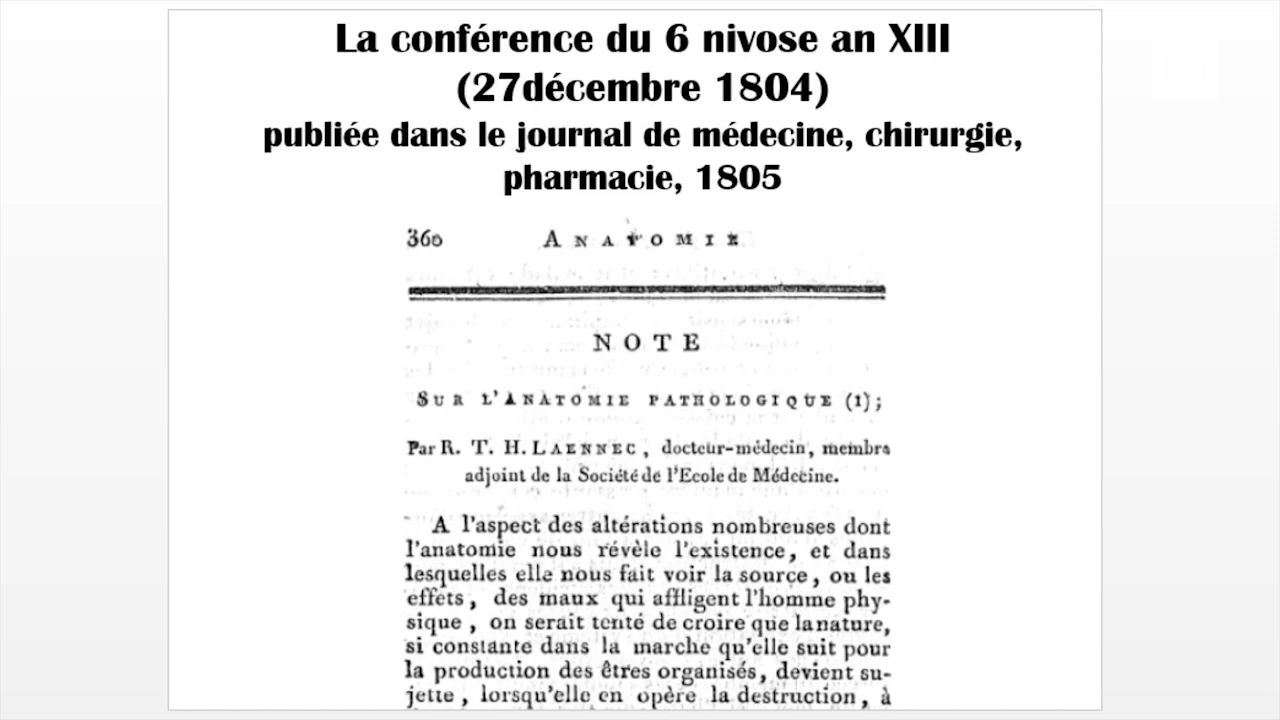 La conférence du 6 nivose an XIII
(27décembre 1804)
publiée dans le journal de médecine, chirurgie,
pharmacie, 1805
360 ANATOMIE
NOTE
SUR L'ANATOMIE PATHOLOGIQUE (1);
Par R. T. H. LAENNEC, docteur-médecin, membre
adjoint de la Société de l'Ecole de Médecine.
A l'aspect des altérations nombreuses dont
l'anatomie nous révèle l'existence, et dans
lesquelles elle nous fait voir la source, ou les
effets, des maux qui affligent l'homme phy-
sique, on serait tenté de croire que la nature,
si constante dans la marche qu'elle suit pour
la production des êtres organisés, devient su-
jette, lorsqu'elle en opère la destruction, à